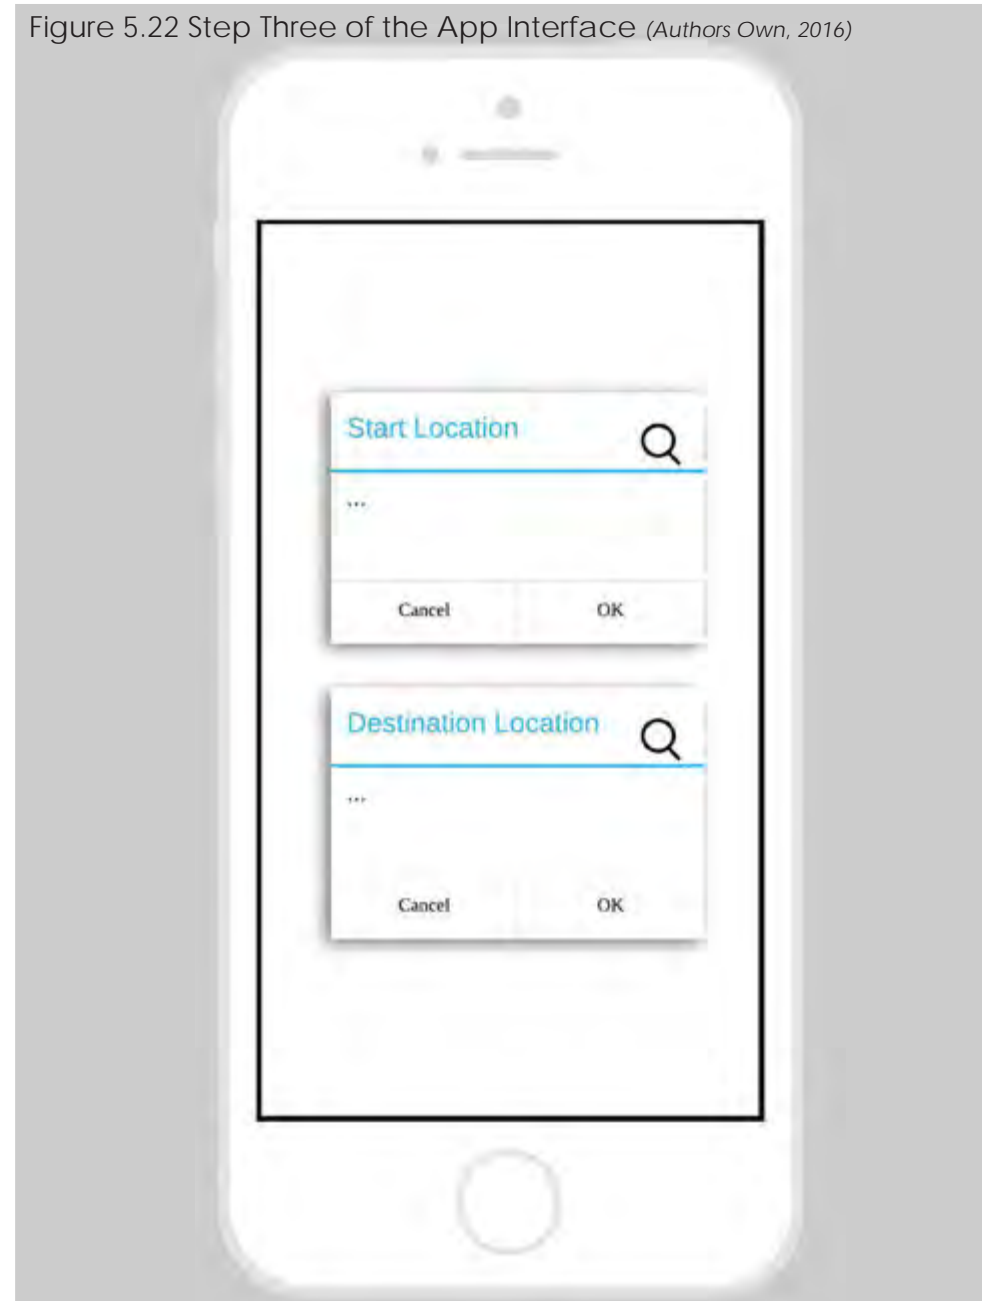 Figure 5.22 Step Three of the App Interface (Authors Own, 2016)
Start Location
...
Cancel OK
Destination Location
...
Cancel OK